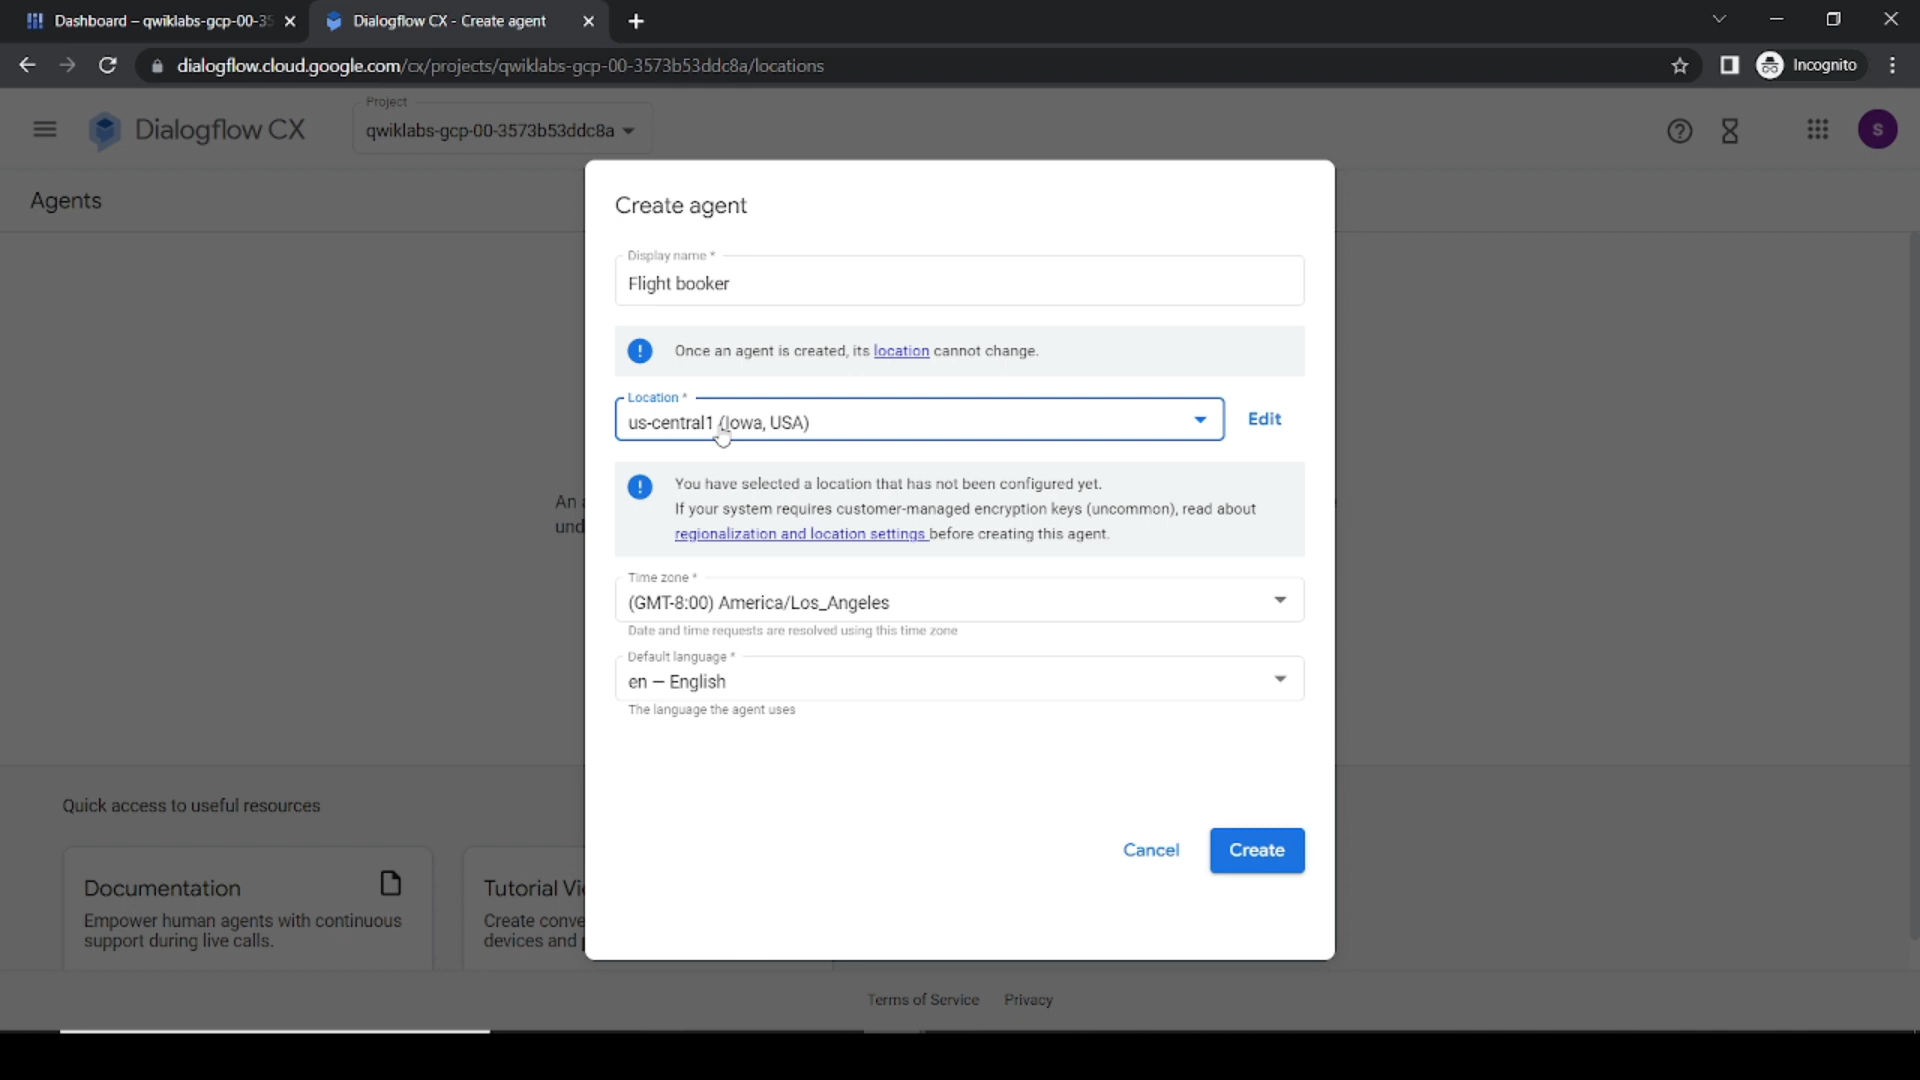 Dashboard – qwiklabs-gcp-00-35
Dialogflow CX - Create agent
dialogflow.cloud.google.com/cx/projects/qwiklabs-gcp-00-3573b53ddc8a/locations
Incognito
Dialogflow CX
Project
qwiklabs-gcp-00-3573b53ddc8a
S
Agents
Create agent
Display name *
Flight booker
Once an agent is created, its location cannot change.
Location *
us-central1 (Iowa, USA)
Edit
You have selected a location that has not been configured yet.
If your system requires customer-managed encryption keys (uncommon), read about
regionalization and location settings before creating this agent.
An
und
Time zone *
(GMT-8:00) America/Los_Angeles
Date and time requests are resolved using this time zone
Default language *
en — English
The language the agent uses
Quick access to useful resources
Cancel
Create
Documentation
Empower human agents with continuous
support during live calls.
Tutorial Vi
Create conve
devices and
Terms of Service
Privacy